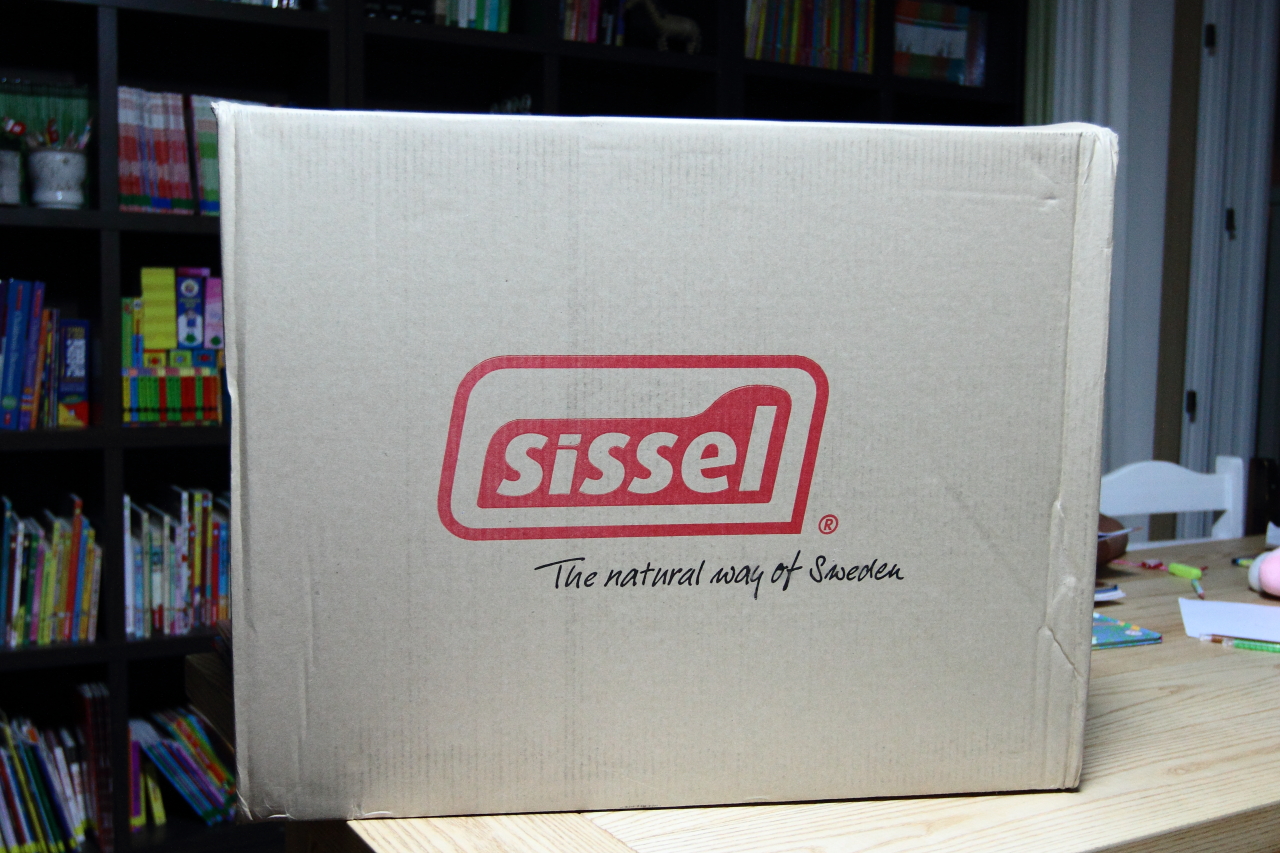 sissel
®
The natural way of Sweden